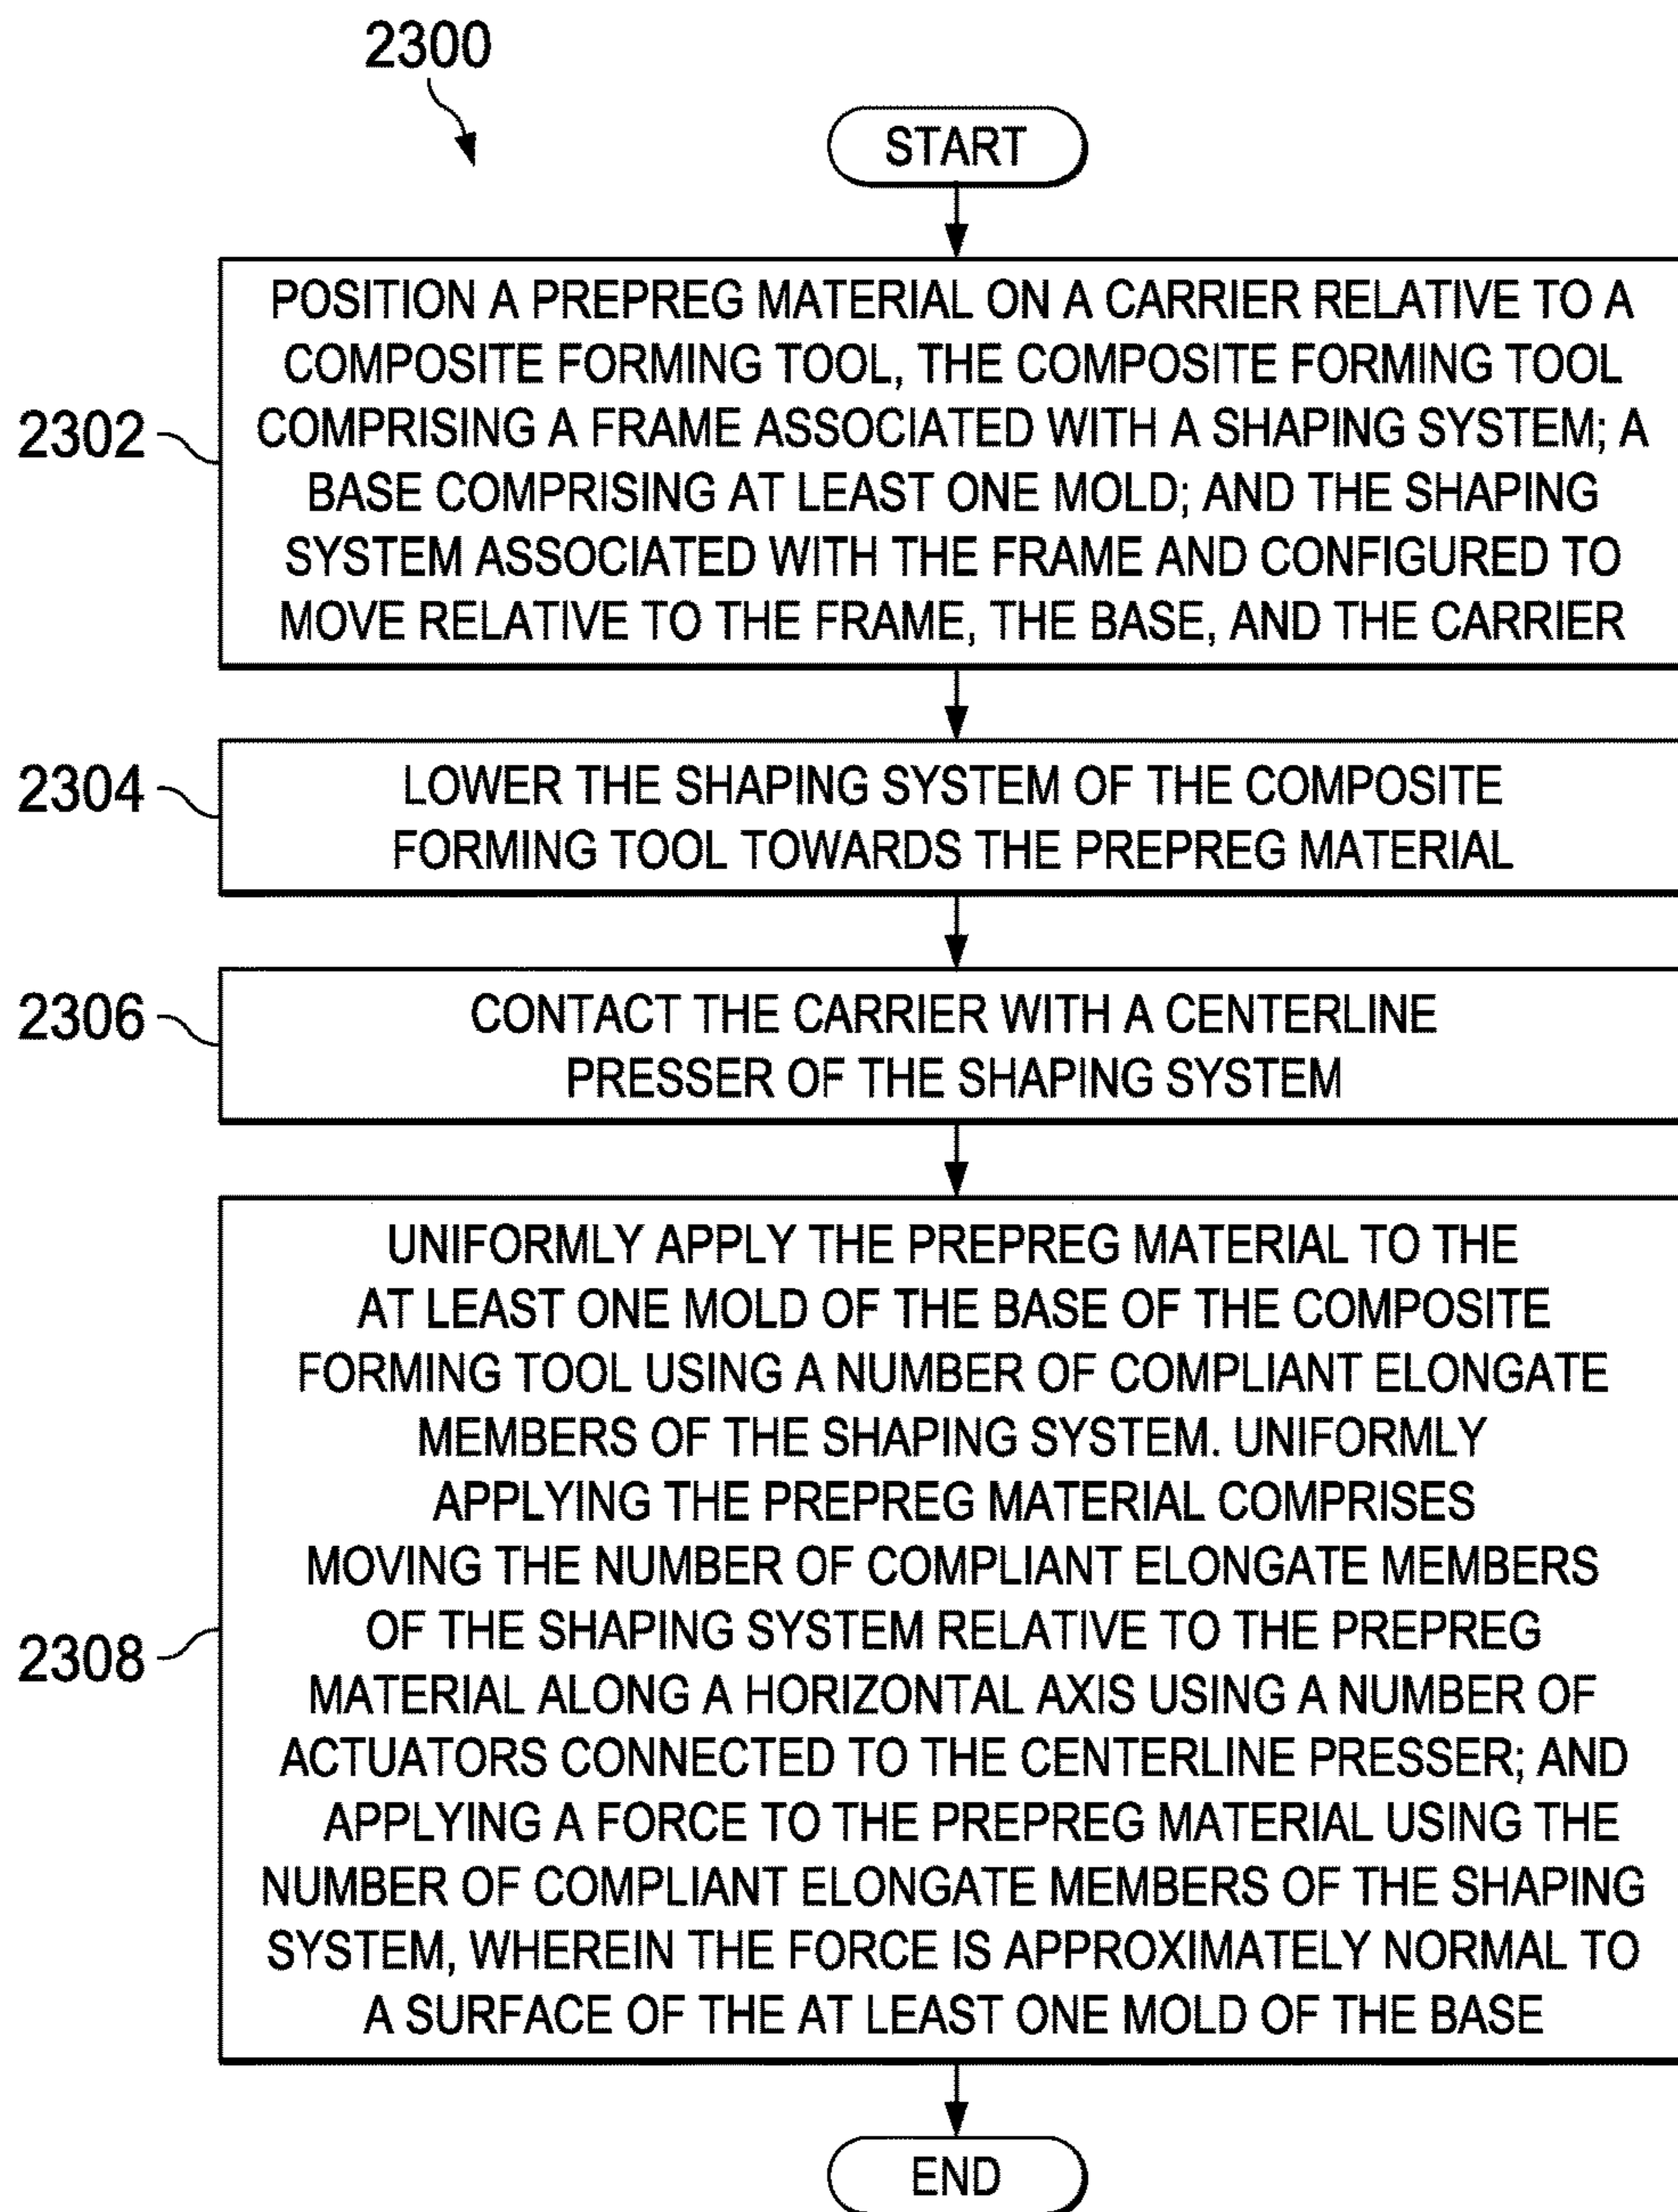 2300
START
2302
POSITION A PREPREG MATERIAL ON A CARRIER RELATIVE TO A
COMPOSITE FORMING TOOL, THE COMPOSITE FORMING TOOL
COMPRISING A FRAME ASSOCIATED WITH A SHAPING SYSTEM; A
BASE COMPRISING AT LEAST ONE MOLD; AND THE SHAPING
SYSTEM ASSOCIATED WITH THE FRAME AND CONFIGURED TO
MOVE RELATIVE TO THE FRAME, THE BASE, AND THE CARRIER
2304
LOWER THE SHAPING SYSTEM OF THE COMPOSITE
FORMING TOOL TOWARDS THE PREPREG MATERIAL
2306
CONTACT THE CARRIER WITH A CENTERLINE
PRESSER OF THE SHAPING SYSTEM
2308
UNIFORMLY APPLY THE PREPREG MATERIAL TO THE
AT LEAST ONE MOLD OF THE BASE OF THE COMPOSITE
FORMING TOOL USING A NUMBER OF COMPLIANT ELONGATE
MEMBERS OF THE SHAPING SYSTEM. UNIFORMLY
APPLYING THE PREPREG MATERIAL COMPRISES
MOVING THE NUMBER OF COMPLIANT ELONGATE MEMBERS
OF THE SHAPING SYSTEM RELATIVE TO THE PREPREG
MATERIAL ALONG A HORIZONTAL AXIS USING A NUMBER OF
ACTUATORS CONNECTED TO THE CENTERLINE PRESSER; AND
APPLYING A FORCE TO THE PREPREG MATERIAL USING THE
NUMBER OF COMPLIANT ELONGATE MEMBERS OF THE SHAPING
SYSTEM, WHEREIN THE FORCE IS APPROXIMATELY NORMAL TO
A SURFACE OF THE AT LEAST ONE MOLD OF THE BASE
END